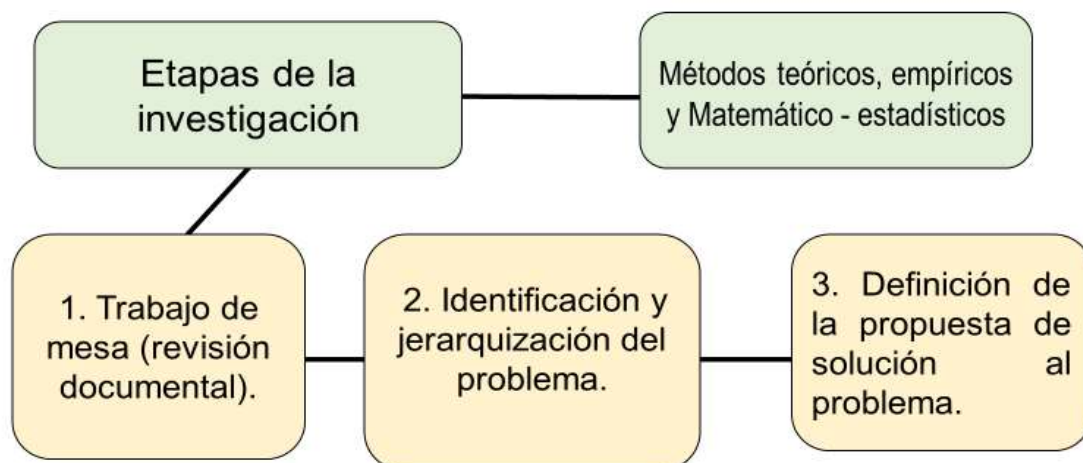 Etapas de la
investigación
Métodos teóricos, empíricos
y Matemático - estadísticos
1. Trabajo de
mesa (revisión
documental).
2. Identificación y
jerarquización del
problema.
3. Definición de
la propuesta de
solución al
problema.